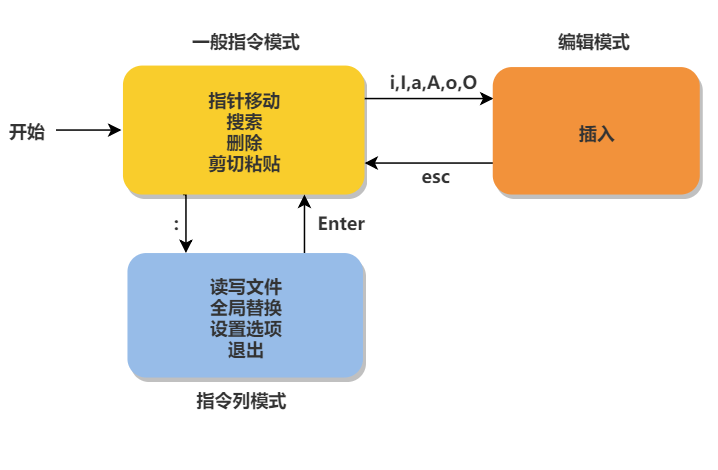 一般指令模式
编辑模式
i,I,a,A,o,O
指针移动
搜索
删除
剪切粘贴
开始
插入
esc
:
Enter
读写文件
全局替换
设置选项
退出
指令列模式